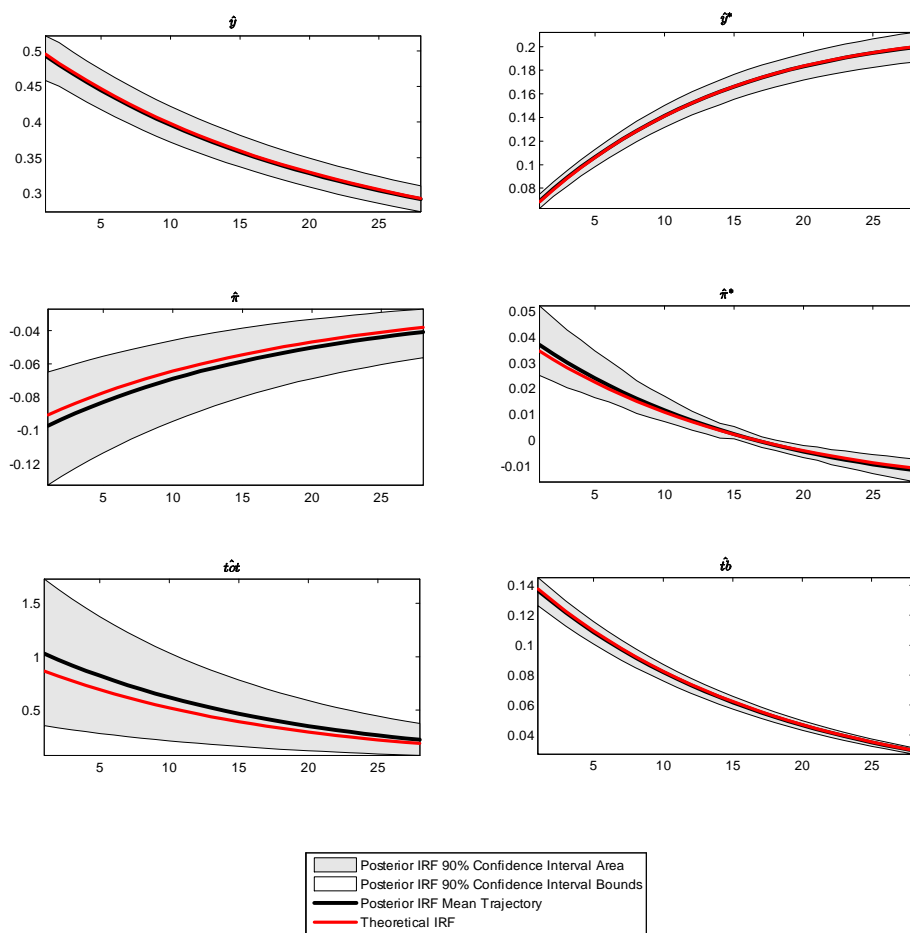 ŷ
0.5
0.45
0.4
0.35
0.3
5 10 15 20 25
ŷ*
0.2
0.18
0.16
0.14
0.12
0.1
0.08
5 10 15 20 25
π̂
-0.04
-0.06
-0.08
-0.1
-0.12
5 10 15 20 25
π̂*
0.05
0.04
0.03
0.02
0.01
0
-0.01
5 10 15 20 25
tôt
1.5
1
0.5
5 10 15 20 25
t̂b
0.14
0.12
0.1
0.08
0.06
0.04
5 10 15 20 25
Posterior IRF 90% Confidence Interval Area
Posterior IRF 90% Confidence Interval Bounds
Posterior IRF Mean Trajectory
Theoretical IRF